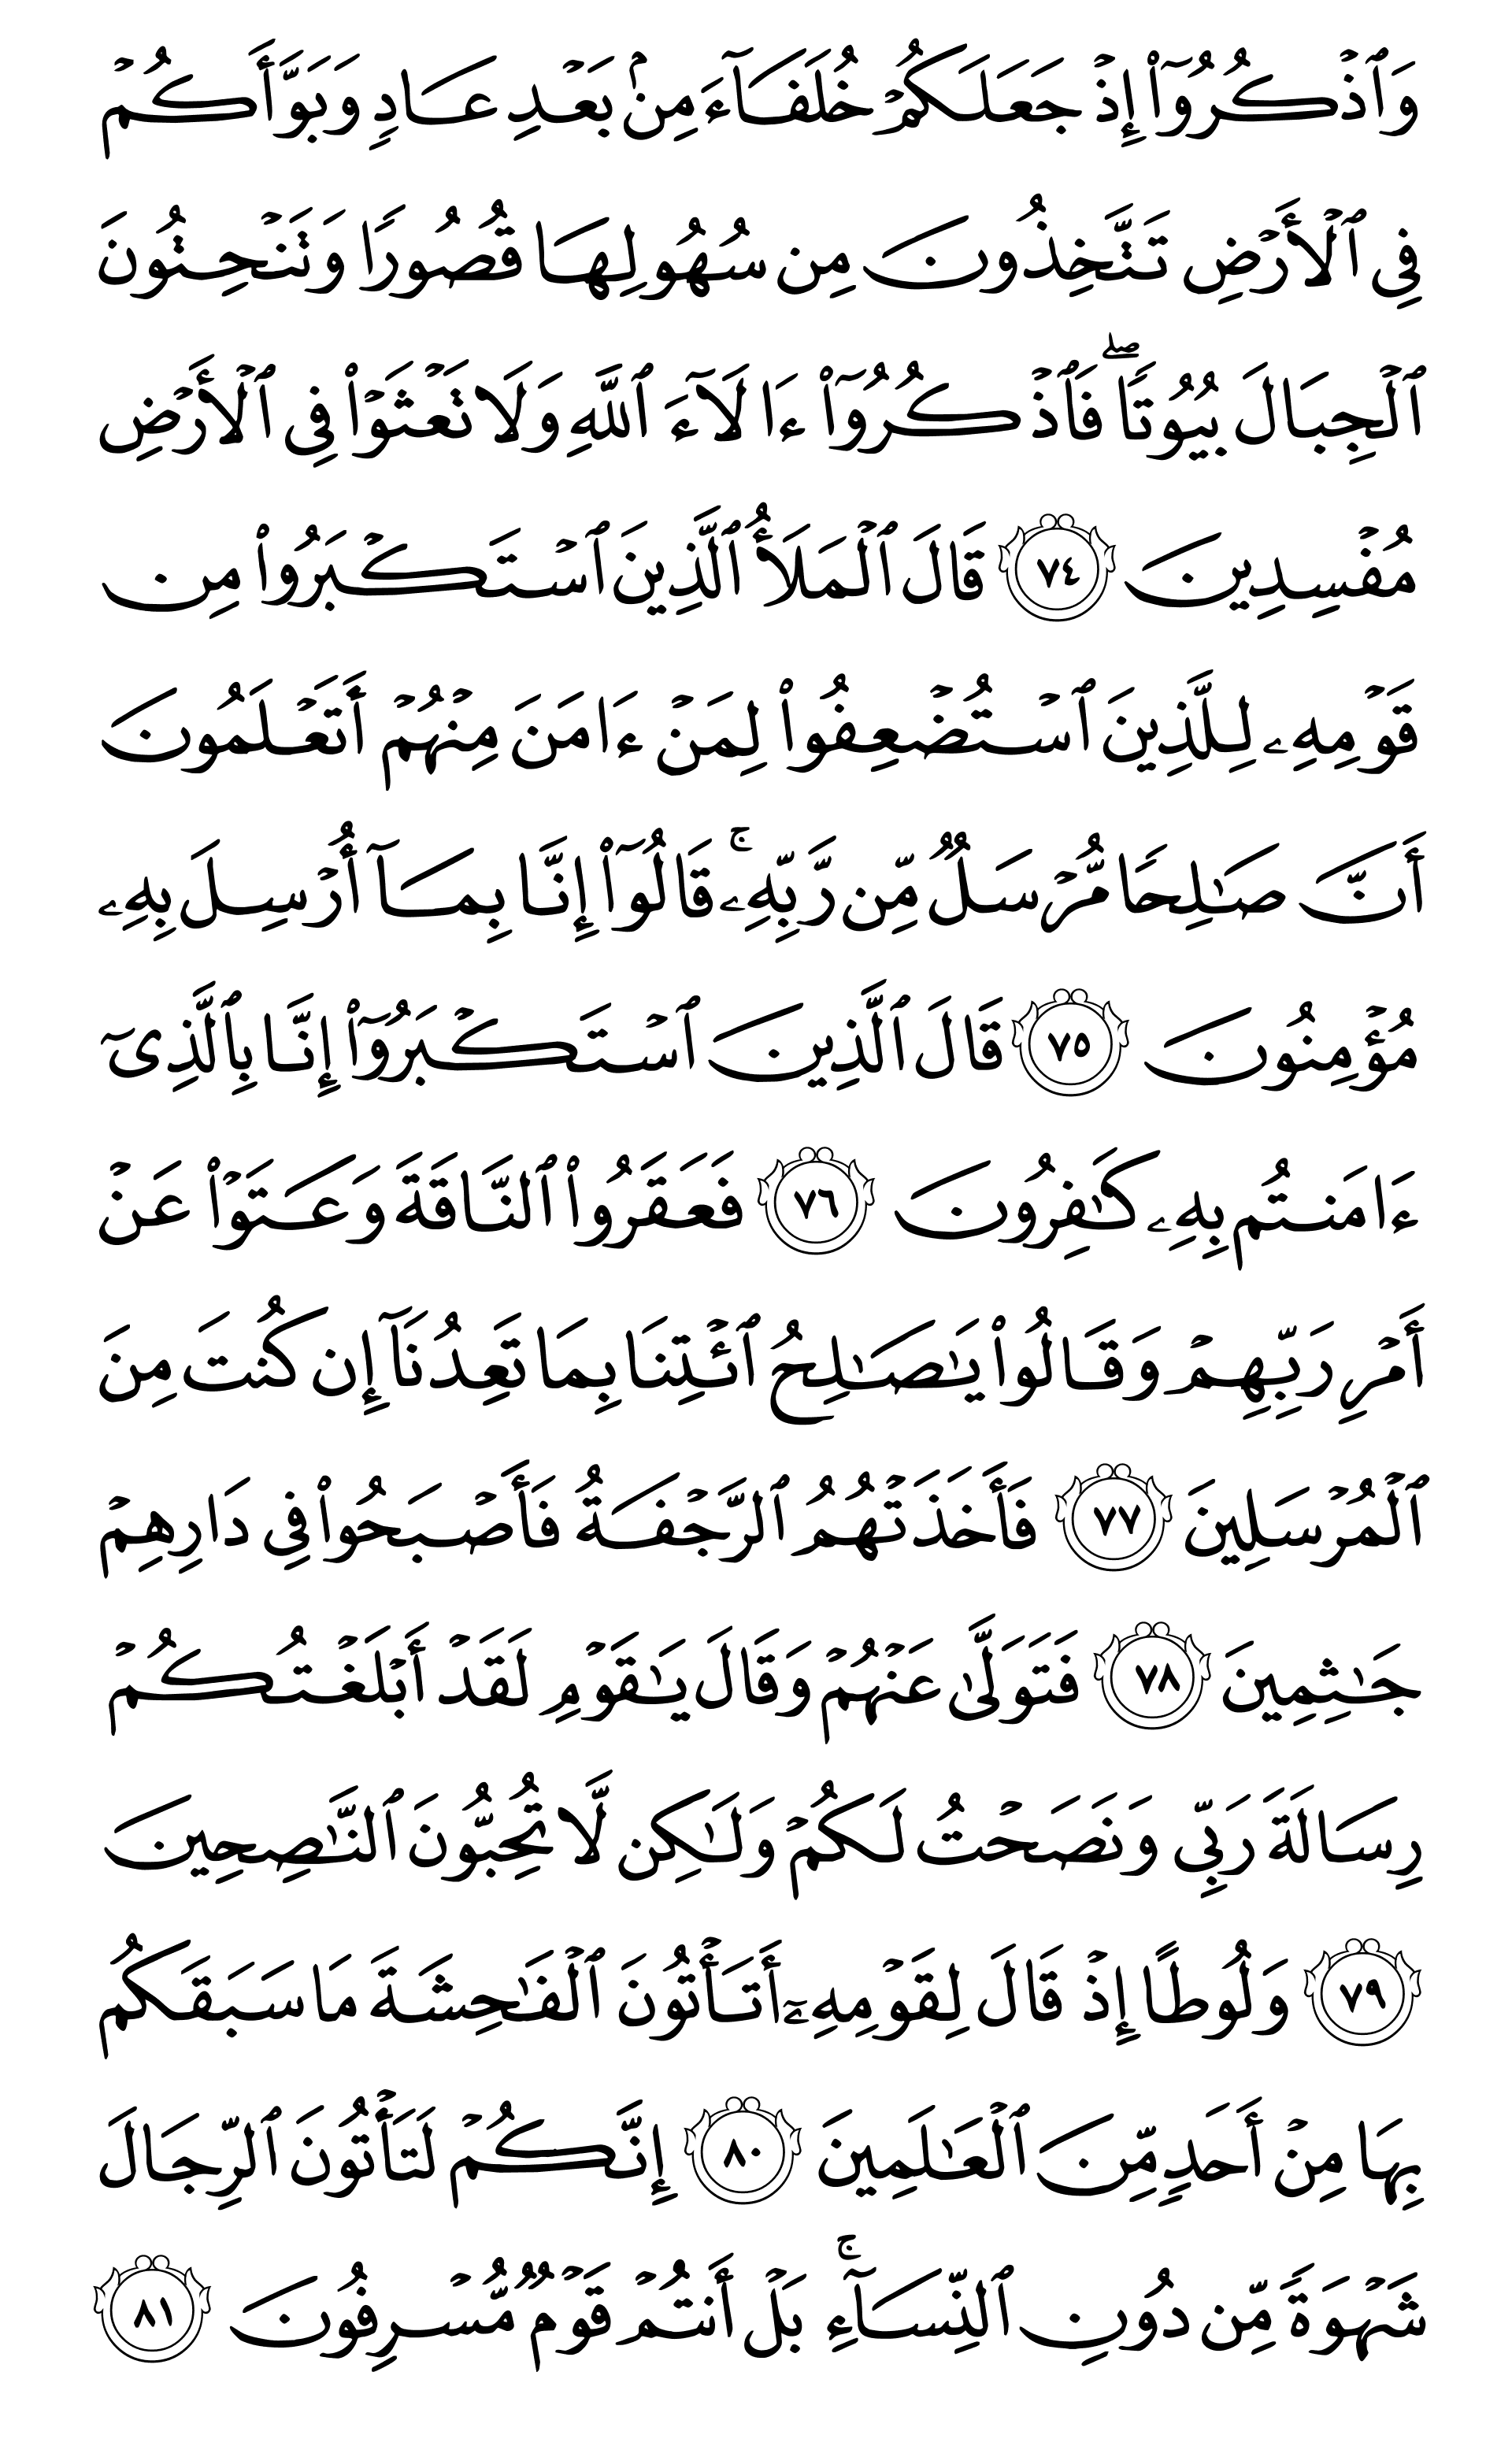 وَٱذۡكُرُوٓاْ إِذۡ جَعَلَكُمۡ خُلَفَآءَ مِنۢ بَعۡدِ عَادٖ وَبَوَّأَكُمۡ
فِي ٱلۡأَرۡضِ تَتَّخِذُونَ مِن سُهُولِهَا قُصُورٗا وَتَنۡحِتُونَ
ٱلۡجِبَالَ بُيُوتٗاۖ فَٱذۡكُرُوٓاْ ءَالَآءَ ٱللَّهِ وَلَا تَعۡثَوۡاْ فِي ٱلۡأَرۡضِ
مُفۡسِدِينَ ٧٤ قَالَ ٱلۡمَلَأُ ٱلَّذِينَ ٱسۡتَكۡبَرُواْ مِن
قَوۡمِهِۦ لِلَّذِينَ ٱسۡتُضۡعِفُواْ لِمَنۡ ءَامَنَ مِنۡهُمۡ أَتَعۡلَمُونَ
أَنَّ صَٰلِحٗا مُّرۡسَلٞ مِّن رَّبِّهِۦۚ قَالُوٓاْ إِنَّا بِمَآ أُرۡسِلَ بِهِۦ
مُؤۡمِنُونَ ٧٥ قَالَ ٱلَّذِينَ ٱسۡتَكۡبَرُوٓاْ إِنَّا بِٱلَّذِيٓ
ءَامَنتُم بِهِۦ كَٰفِرُونَ ٧٦ فَعَقَرُواْ ٱلنَّاقَةَ وَعَتَوۡاْ عَنۡ
أَمۡرِ رَبِّهِمۡ وَقَالُواْ يَٰصَٰلِحُ ٱئۡتِنَا بِمَا تَعِدُنَآ إِن كُنتَ مِنَ
ٱلۡمُرۡسَلِينَ ٧٧ فَأَخَذَتۡهُمُ ٱلرَّجۡفَةُ فَأَصۡبَحُواْ فِي دَارِهِمۡ
جَٰثِمِينَ ٧٨ فَتَوَلَّىٰ عَنۡهُمۡ وَقَالَ يَٰقَوۡمِ لَقَدۡ أَبۡلَغۡتُكُمۡ
رِسَالَةَ رَبِّي وَنَصَحۡتُ لَكُمۡ وَلَٰكِن لَّا تُحِبُّونَ ٱلنَّٰصِحِينَ
٧٩ وَلُوطًا إِذۡ قَالَ لِقَوۡمِهِۦٓ أَتَأۡتُونَ ٱلۡفَٰحِشَةَ مَا سَبَقَكُم
بِهَا مِنۡ أَحَدٖ مِّنَ ٱلۡعَٰلَمِينَ ٨٠ إِنَّكُمۡ لَتَأۡتُونَ ٱلرِّجَالَ
شَهۡوَةٗ مِّن دُونِ ٱلنِّسَآءِۚ بَلۡ أَنتُمۡ قَوۡمٞ مُّسۡرِفُونَ ٨١